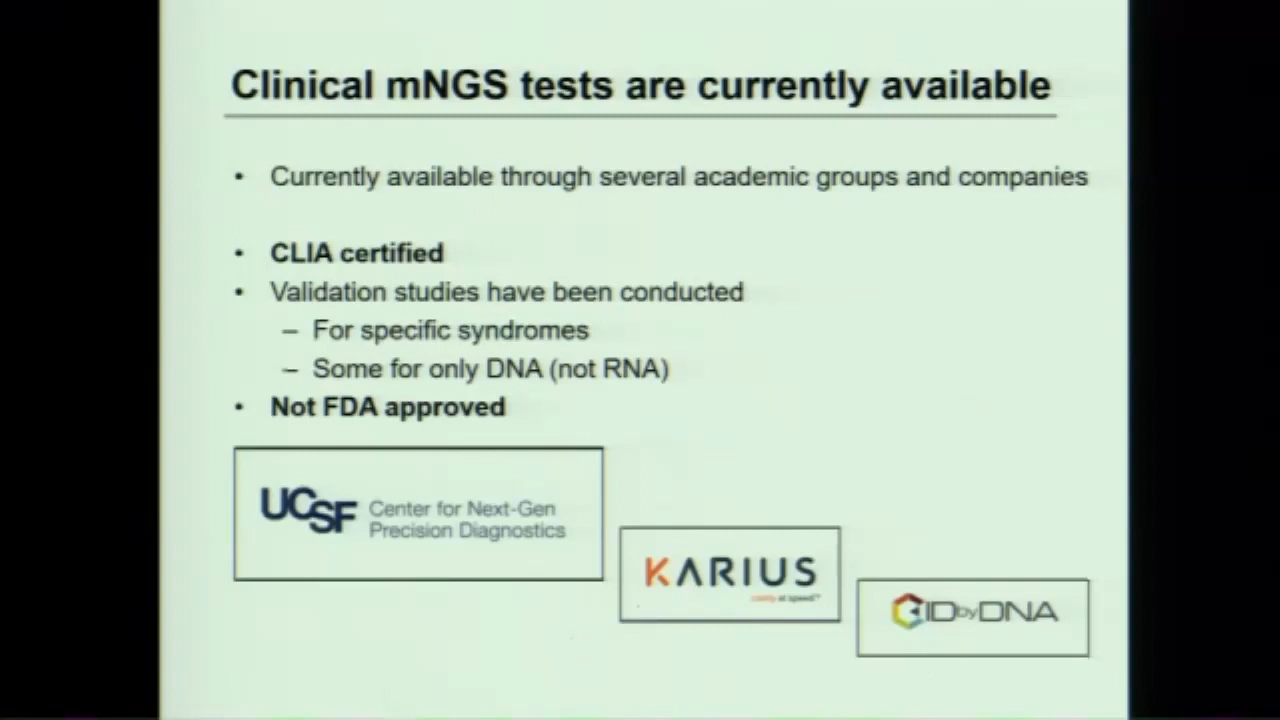 Clinical mNGS tests are currently available
• Currently available through several academic groups and companies
• CLIA certified
• Validation studies have been conducted
– For specific syndromes
– Some for only DNA (not RNA)
• Not FDA approved
UCSF Center for Next-Gen
Precision Diagnostics
KARIUS
at speed™
IDbyDNA